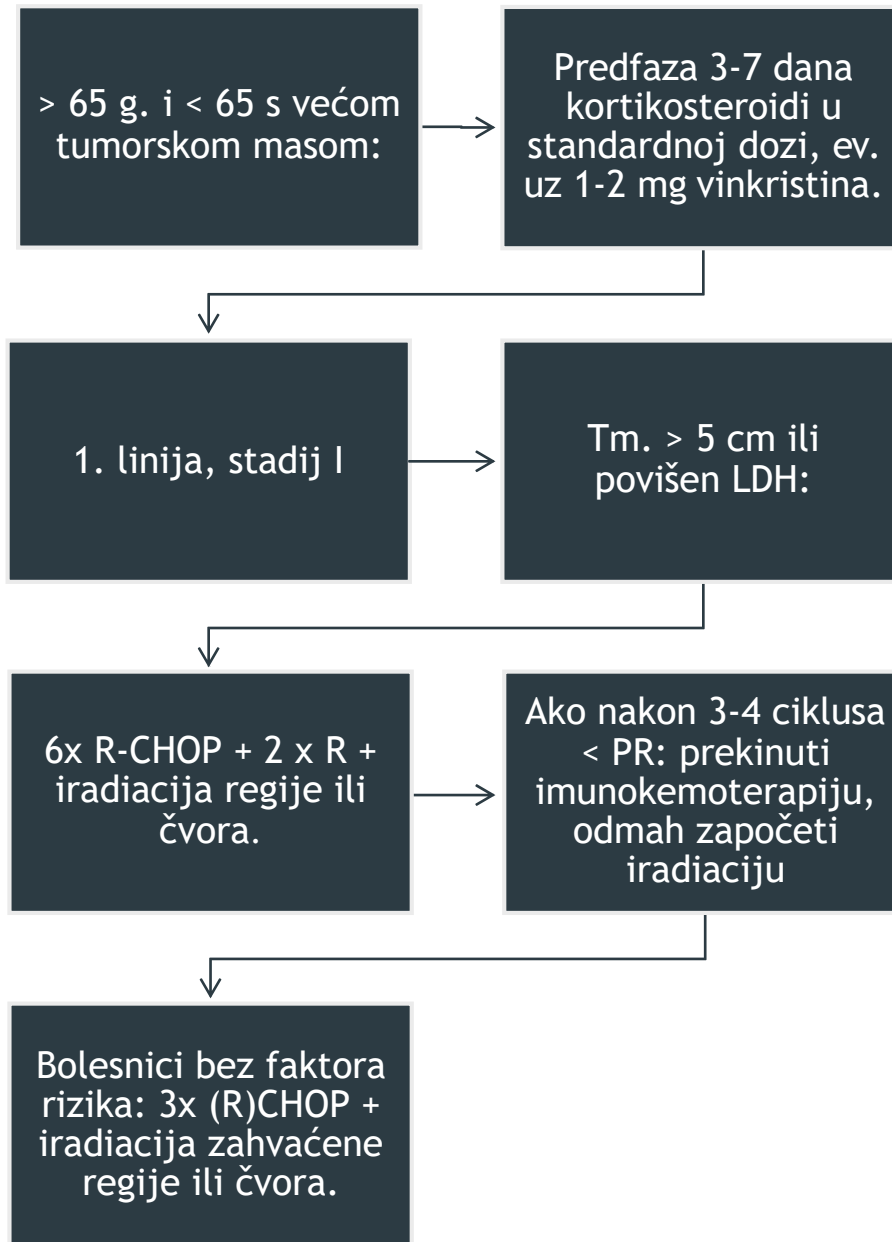 > 65 g. i < 65 s većom
tumorskom masom:
Predfaza 3-7 dana
kortikosteroidi u
standardnoj dozi, ev.
uz 1-2 mg vinkristina.
1. linija, stadij I
Tm. > 5 cm ili
povišen LDH:
6x R-CHOP + 2 x R +
iradiacija regije ili
čvora.
Ako nakon 3-4 ciklusa
< PR: prekinuti
imunokemoterapiju,
odmah započeti
iradiaciju
Bolesnici bez faktora
rizika: 3x (R)CHOP +
iradiacija zahvaćene
regije ili čvora.